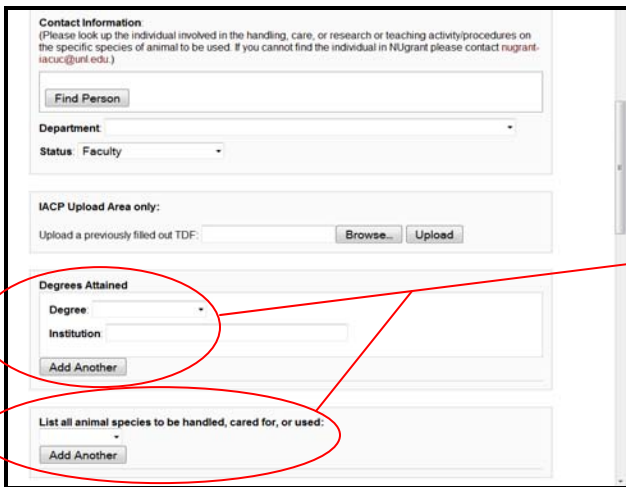 Contact Information:
(Please look up the individual involved in the handling, care, or research or teaching activity/procedures on
the specific species of animal to be used. If you cannot find the individual in NUgrant please contact nugrant-
iacuc@unl.edu.)
Find Person
Department:
Status: Faculty
IACP Upload Area only:
Upload a previously filled out TDF: Browse... Upload
Degrees Attained
Degree:
Institution:
Add Another
List all animal species to be handled, cared for, or used:
Add Another